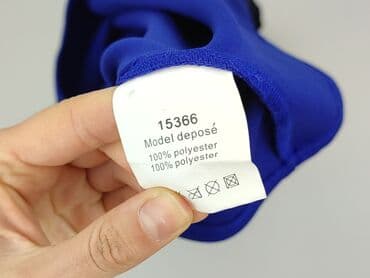 15366
Model deposé
100% polyester
100% polyester